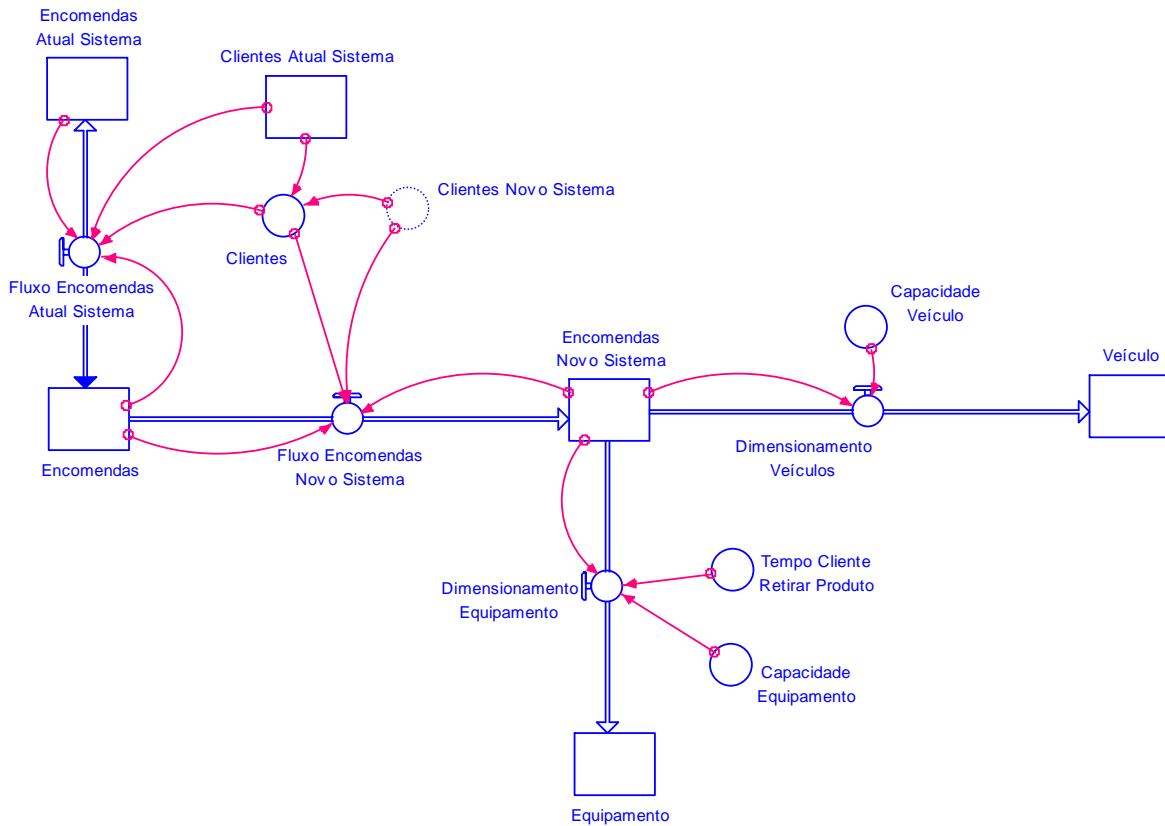 Encomendas
Atual Sistema
Clientes Atual Sistema
Clientes Novo Sistema
Clientes
Fluxo Encomendas
Atual Sistema
Capacidade
Veículo
Encomendas
Novo Sistema
Veículo
Encomendas
Fluxo Encomendas
Novo Sistema
Dimensionamento
Veículos
Dimensionamento
Equipamento
Tempo Cliente
Retirar Produto
Capacidade
Equipamento
Equipamento